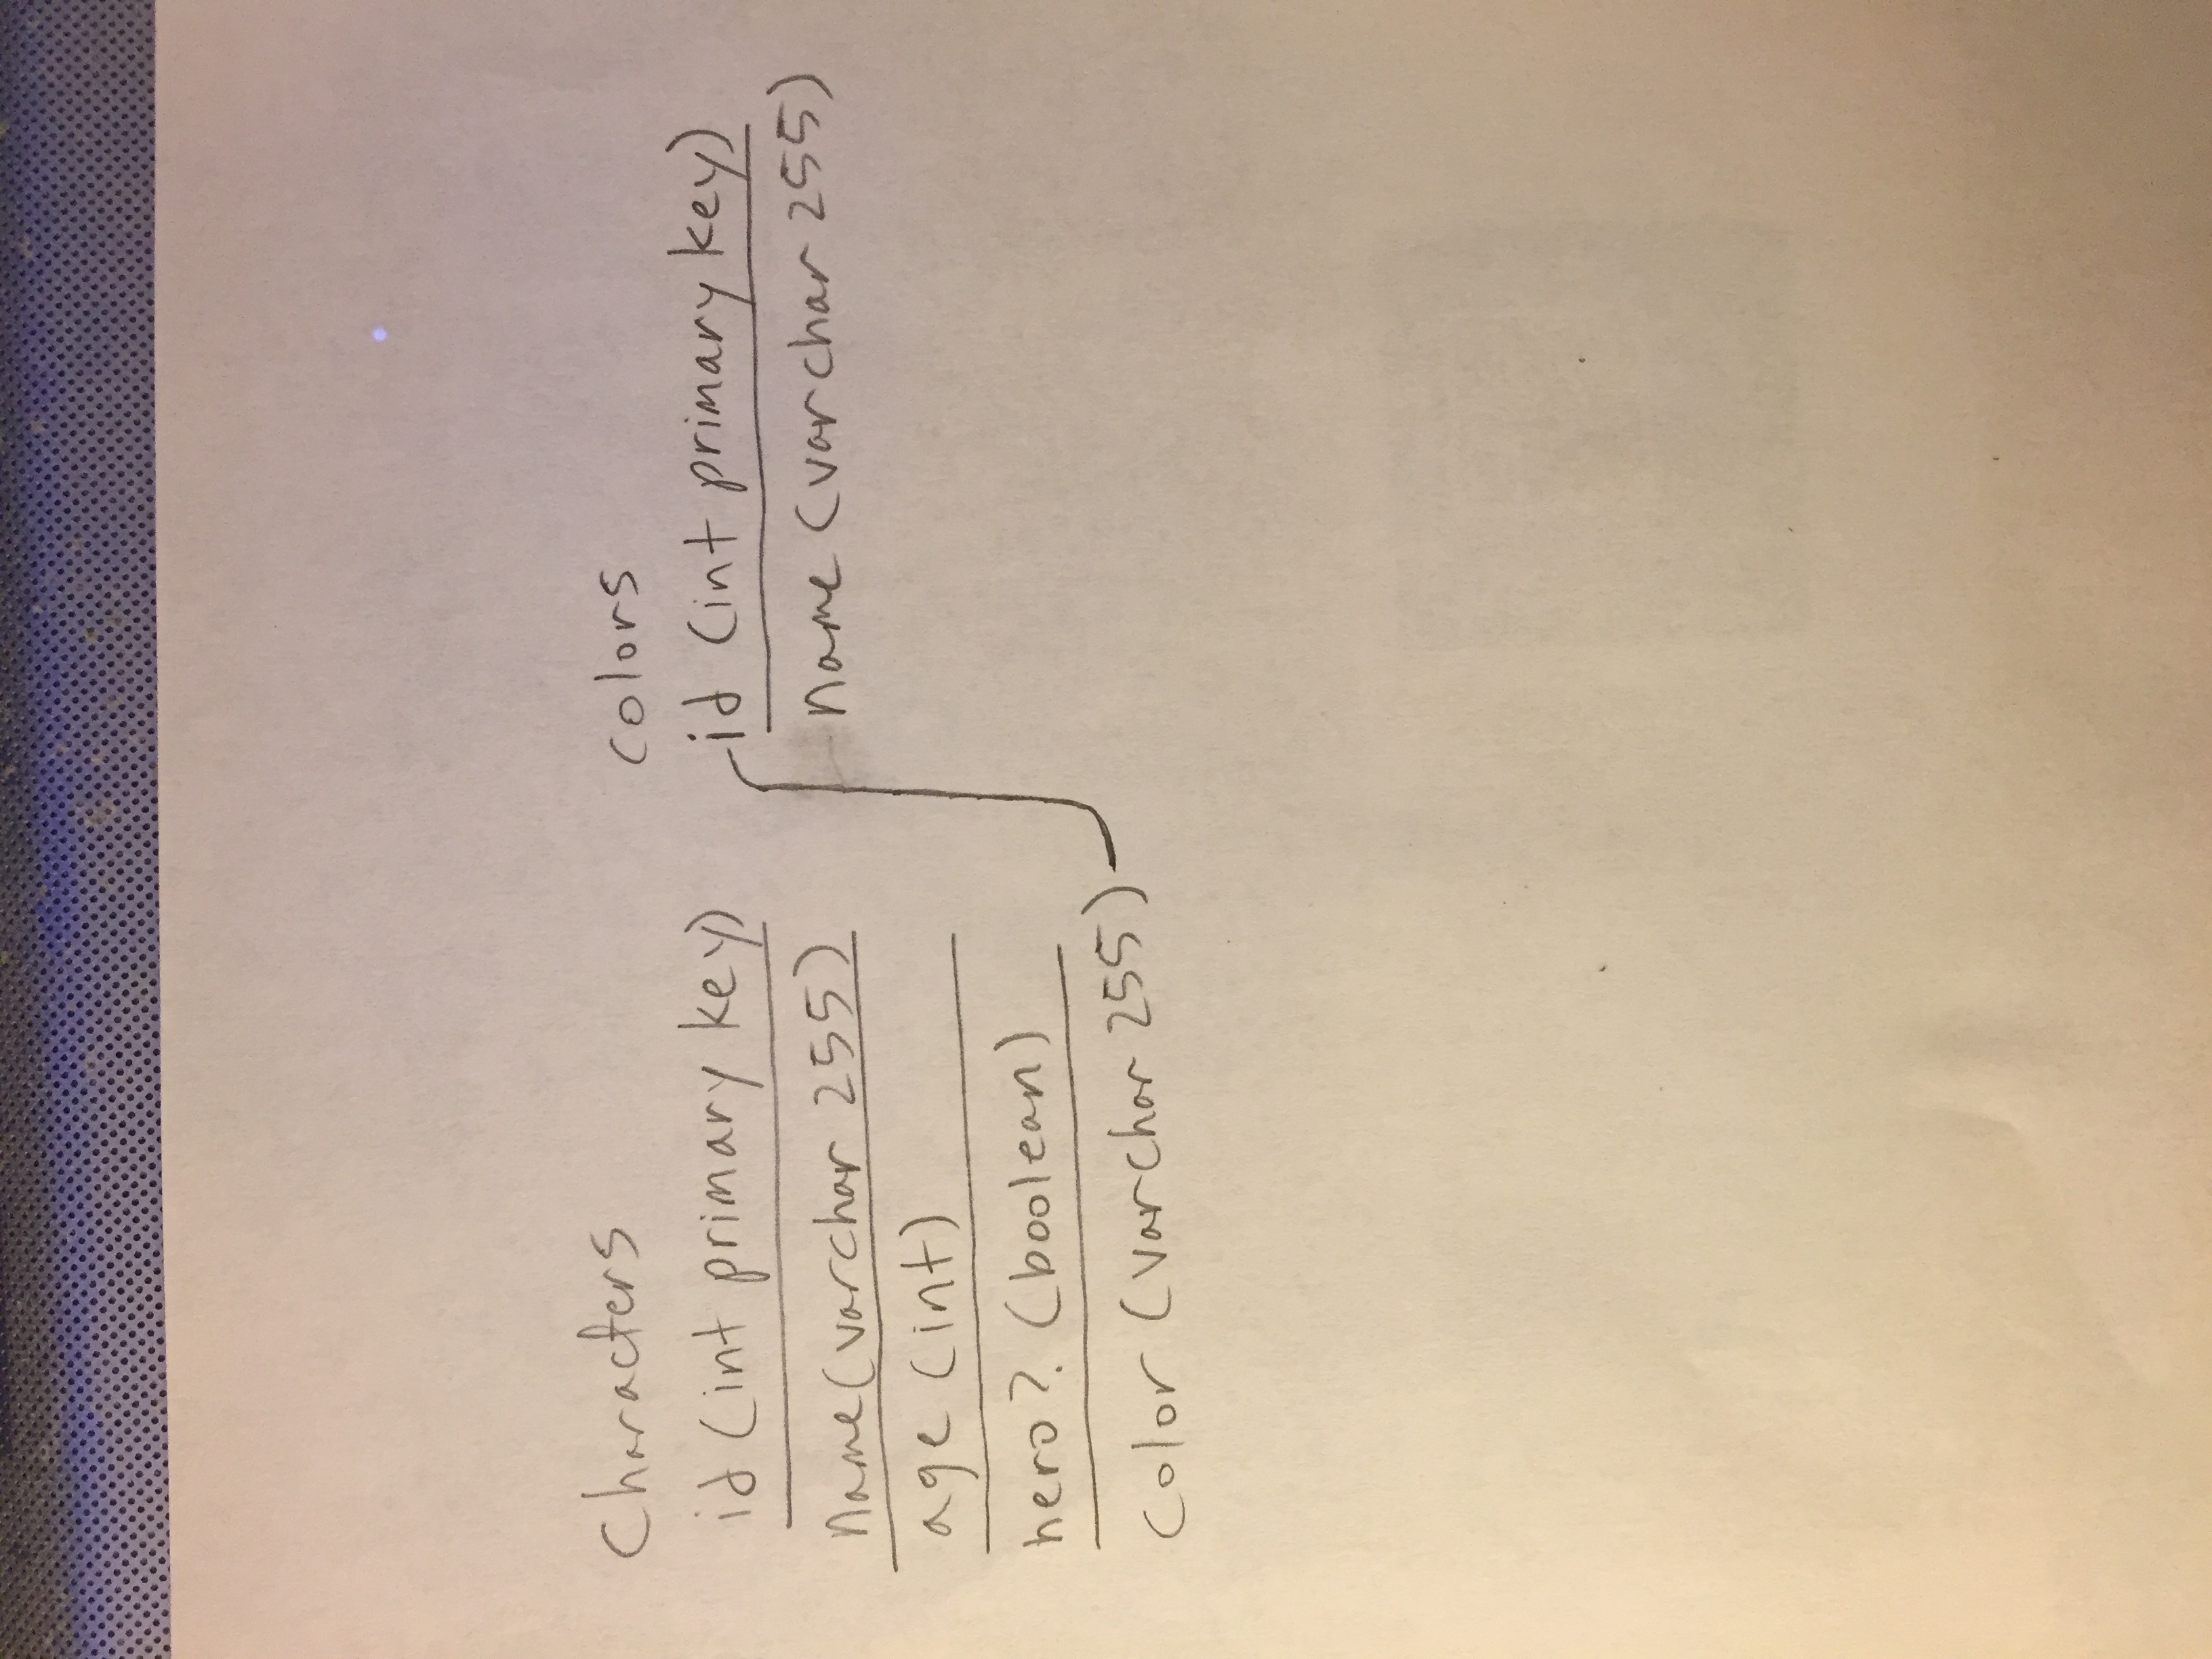 Characters
id (int primary key)
name (varchar 255)
age (int)
hero? (boolean)
color (varchar 255)
colors
id (int primary key)
name (varchar 255)